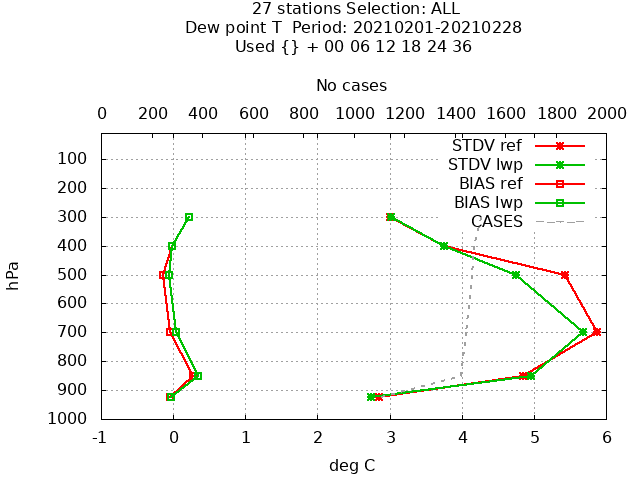 27 stations Selection: ALL
Dew point T  Period: 20210201-20210228
Used {} + 00 06 12 18 24 36
No cases
0 200 400 600 800 1000 1200 1400 1600 1800 2000
STDV ref
STDV lwp
BIAS ref
BIAS lwp
CASES
100
200
300
400
500
600
700
800
900
1000
hPa
-1 0 1 2 3 4 5 6
deg C